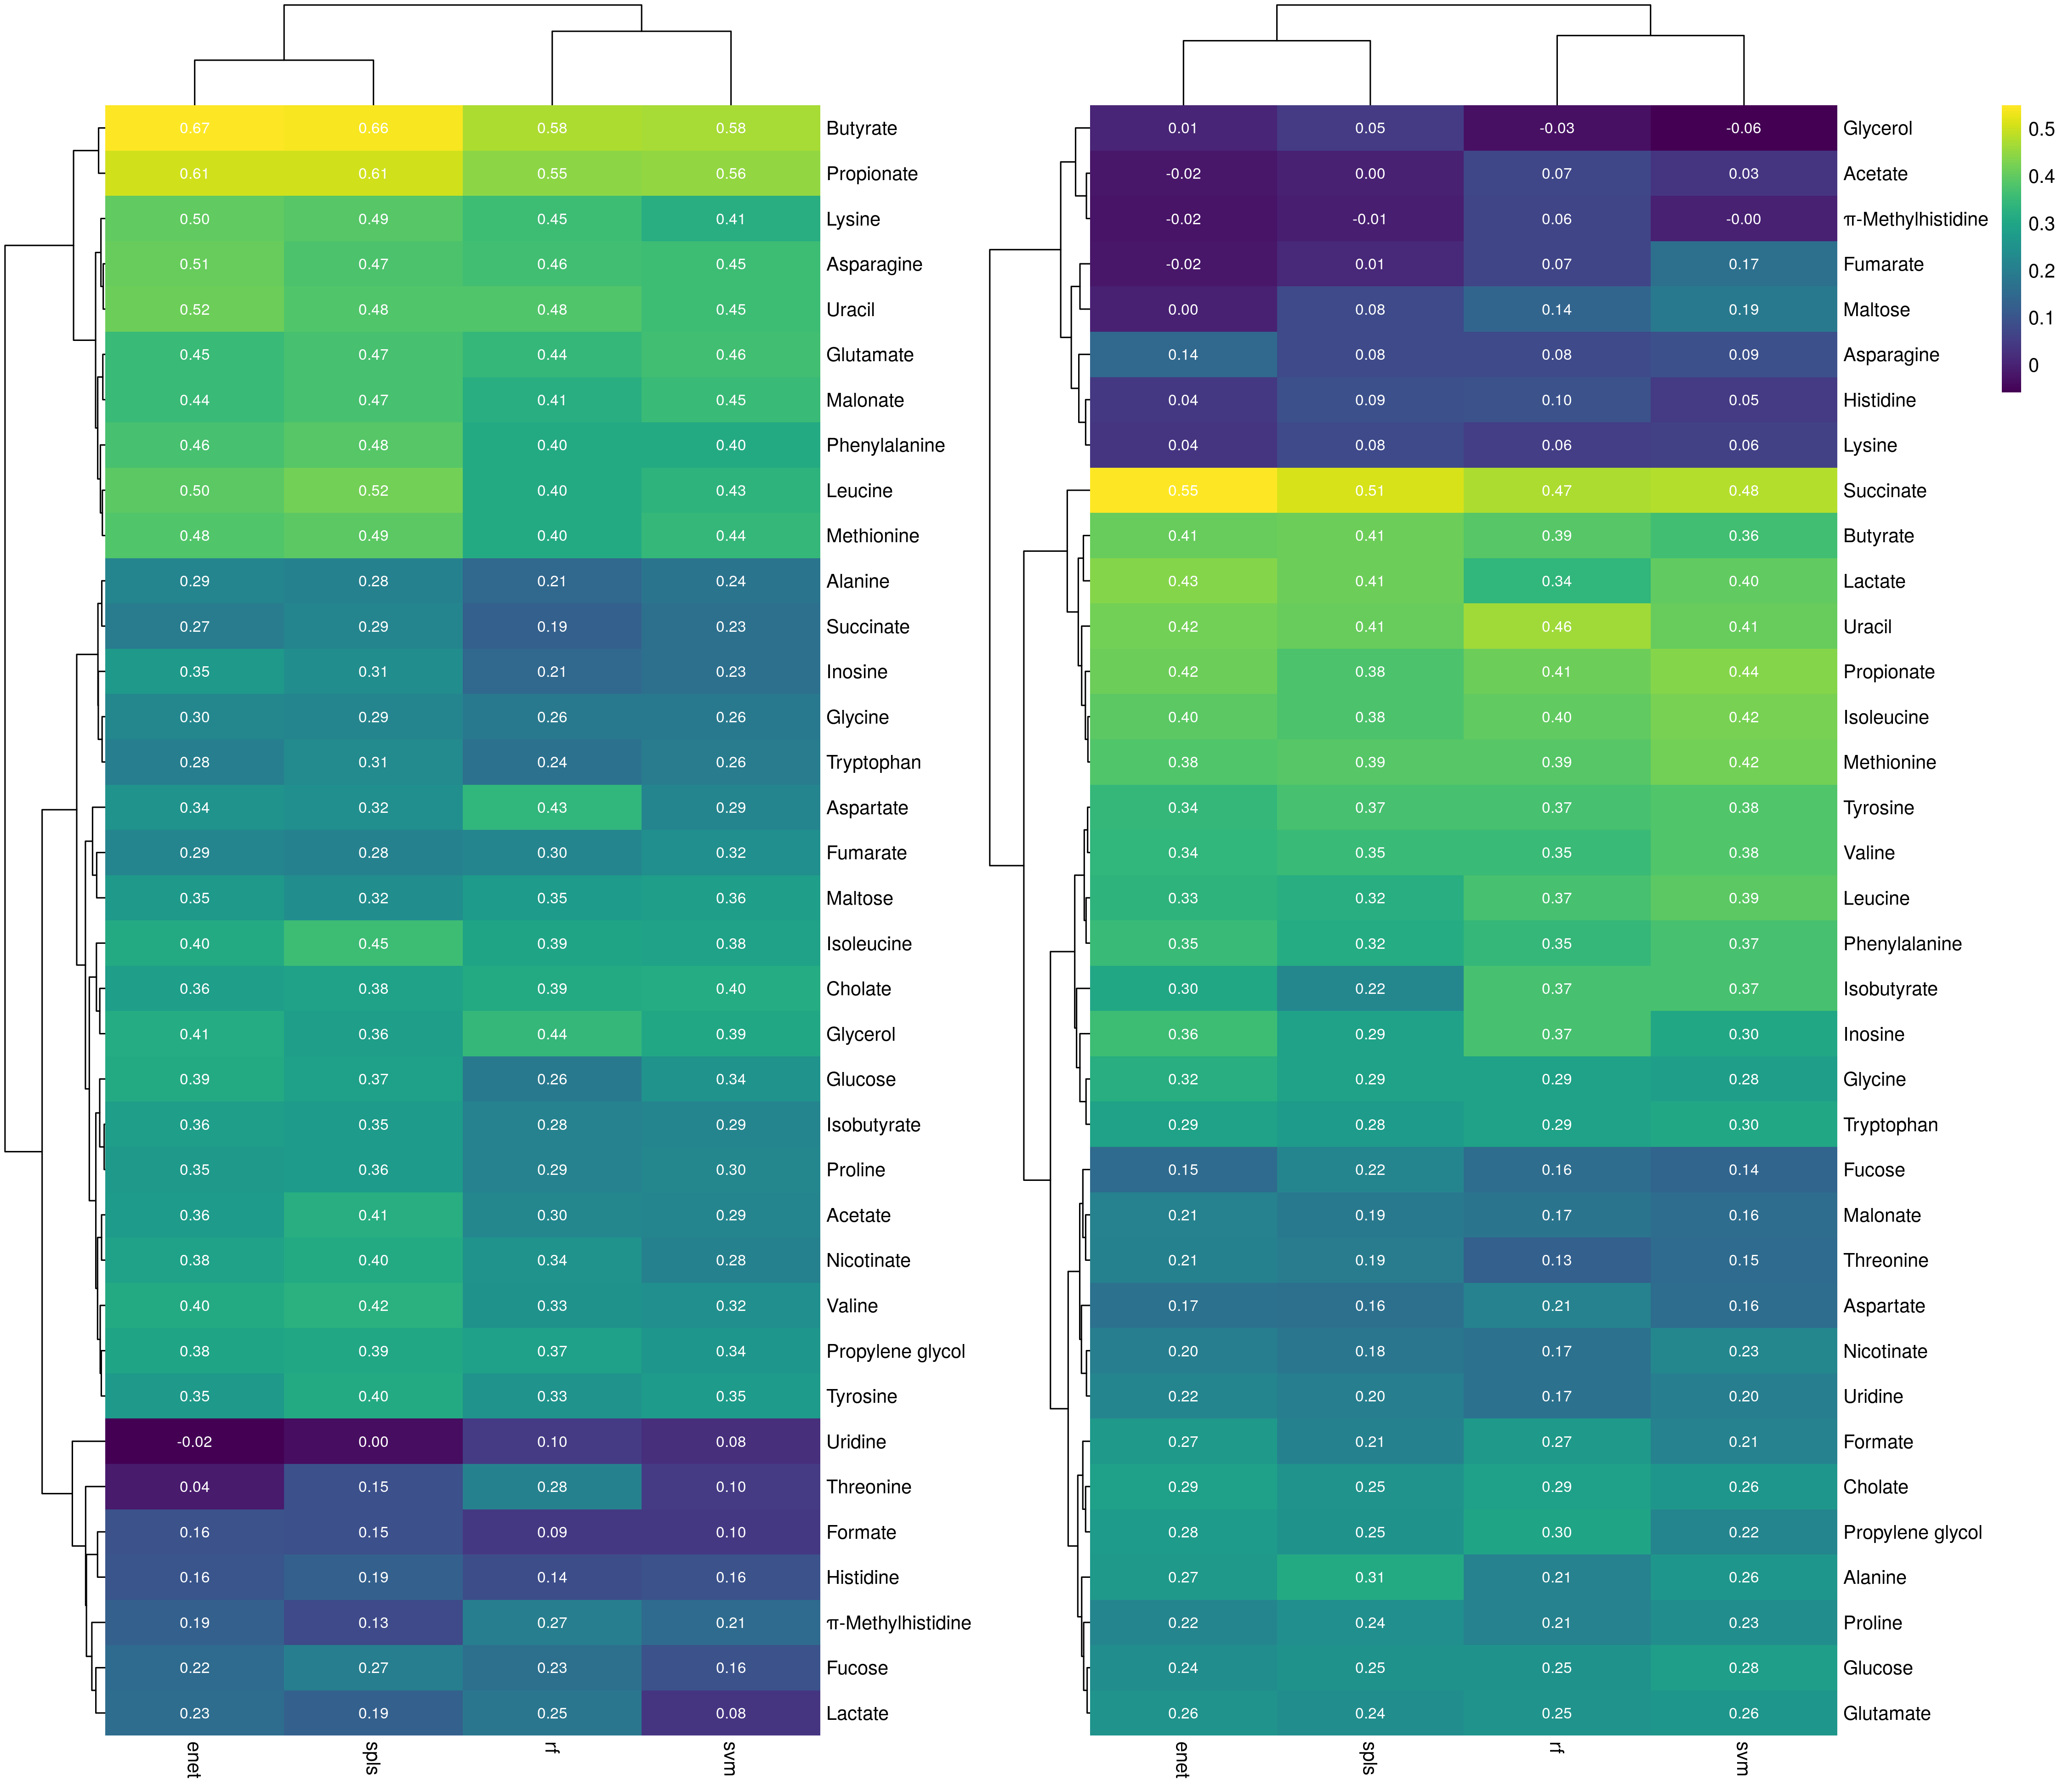 0.67 0.66 0.58 0.58 Butyrate
0.61 0.61 0.55 0.56 Propionate
0.50 0.49 0.45 0.41 Lysine
0.51 0.47 0.46 0.45 Asparagine
0.52 0.48 0.48 0.45 Uracil
0.45 0.47 0.44 0.46 Glutamate
0.44 0.47 0.41 0.45 Malonate
0.46 0.48 0.40 0.40 Phenylalanine
0.50 0.52 0.40 0.43 Leucine
0.48 0.49 0.40 0.44 Methionine
0.29 0.28 0.21 0.24 Alanine
0.27 0.29 0.19 0.23 Succinate
0.35 0.31 0.21 0.23 Inosine
0.30 0.29 0.26 0.26 Glycine
0.28 0.31 0.24 0.26 Tryptophan
0.34 0.32 0.43 0.29 Aspartate
0.29 0.28 0.30 0.32 Fumarate
0.35 0.32 0.35 0.36 Maltose
0.40 0.45 0.39 0.38 Isoleucine
0.36 0.38 0.39 0.40 Cholate
0.41 0.36 0.44 0.39 Glycerol
0.39 0.37 0.26 0.34 Glucose
0.36 0.35 0.28 0.29 Isobutyrate
0.35 0.36 0.29 0.30 Proline
0.36 0.41 0.30 0.29 Acetate
0.38 0.40 0.34 0.28 Nicotinate
0.40 0.42 0.33 0.32 Valine
0.38 0.39 0.37 0.34 Propylene glycol
0.35 0.40 0.33 0.35 Tyrosine
-0.02 0.00 0.10 0.08 Uridine
0.04 0.15 0.28 0.10 Threonine
0.16 0.15 0.09 0.10 Formate
0.16 0.19 0.14 0.16 Histidine
0.19 0.13 0.27 0.21 π-Methylhistidine
0.22 0.27 0.23 0.16 Fucose
0.23 0.19 0.25 0.08 Lactate
enet spls rf svm
0.01 0.05 -0.03 -0.06 Glycerol
-0.02 0.00 0.07 0.03 Acetate
-0.02 -0.01 0.06 -0.00 π-Methylhistidine
-0.02 0.01 0.07 0.17 Fumarate
0.00 0.08 0.14 0.19 Maltose
0.14 0.08 0.08 0.09 Asparagine
0.04 0.09 0.10 0.05 Histidine
0.04 0.08 0.06 0.06 Lysine
0.55 0.51 0.47 0.48 Succinate
0.41 0.41 0.39 0.36 Butyrate
0.43 0.41 0.34 0.40 Lactate
0.42 0.41 0.46 0.41 Uracil
0.42 0.38 0.41 0.44 Propionate
0.40 0.38 0.40 0.42 Isoleucine
0.38 0.39 0.39 0.42 Methionine
0.34 0.37 0.37 0.38 Tyrosine
0.34 0.35 0.35 0.38 Valine
0.33 0.32 0.37 0.39 Leucine
0.35 0.32 0.35 0.37 Phenylalanine
0.30 0.22 0.37 0.37 Isobutyrate
0.36 0.29 0.37 0.30 Inosine
0.32 0.29 0.29 0.28 Glycine
0.29 0.28 0.29 0.30 Tryptophan
0.15 0.22 0.16 0.14 Fucose
0.21 0.19 0.17 0.16 Malonate
0.21 0.19 0.13 0.15 Threonine
0.17 0.16 0.21 0.16 Aspartate
0.20 0.18 0.17 0.23 Nicotinate
0.22 0.20 0.17 0.20 Uridine
0.27 0.21 0.27 0.21 Formate
0.29 0.25 0.29 0.26 Cholate
0.28 0.25 0.30 0.22 Propylene glycol
0.27 0.31 0.21 0.26 Alanine
0.22 0.24 0.21 0.23 Proline
0.24 0.25 0.25 0.28 Glucose
0.26 0.24 0.25 0.26 Glutamate
enet spls rf svm
0.5
0.4
0.3
0.2
0.1
0